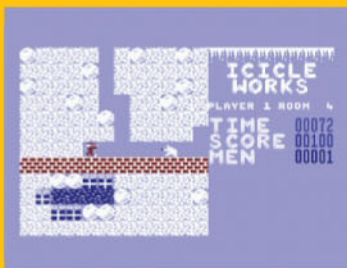 ICICLE
WORKS
PLAYER 1 ROOM 4
TIME 00072
SCORE 00100
MEN 00001